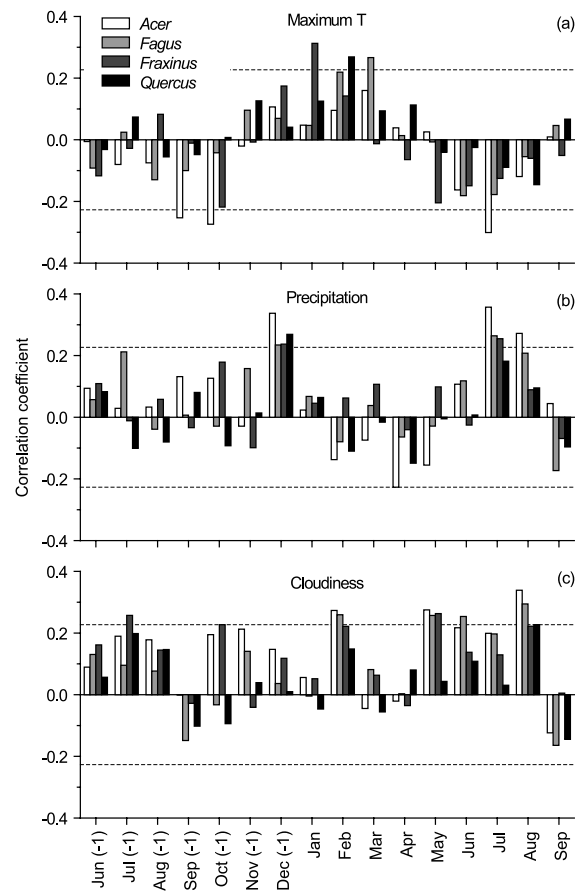 Maximum T
(a)
Acer
Fagus
Fraxinus
Quercus
0.4
0.2
0.0
-0.2
-0.4
Precipitation
(b)
0.4
0.2
0.0
-0.2
-0.4
Correlation coefficient
Cloudiness
(c)
0.4
0.2
0.0
-0.2
-0.4
Jun (-1)
Jul (-1)
Aug (-1)
Sep (-1)
Oct (-1)
Nov (-1)
Dec (-1)
Jan
Feb
Mar
Apr
May
Jun
Jul
Aug
Sep